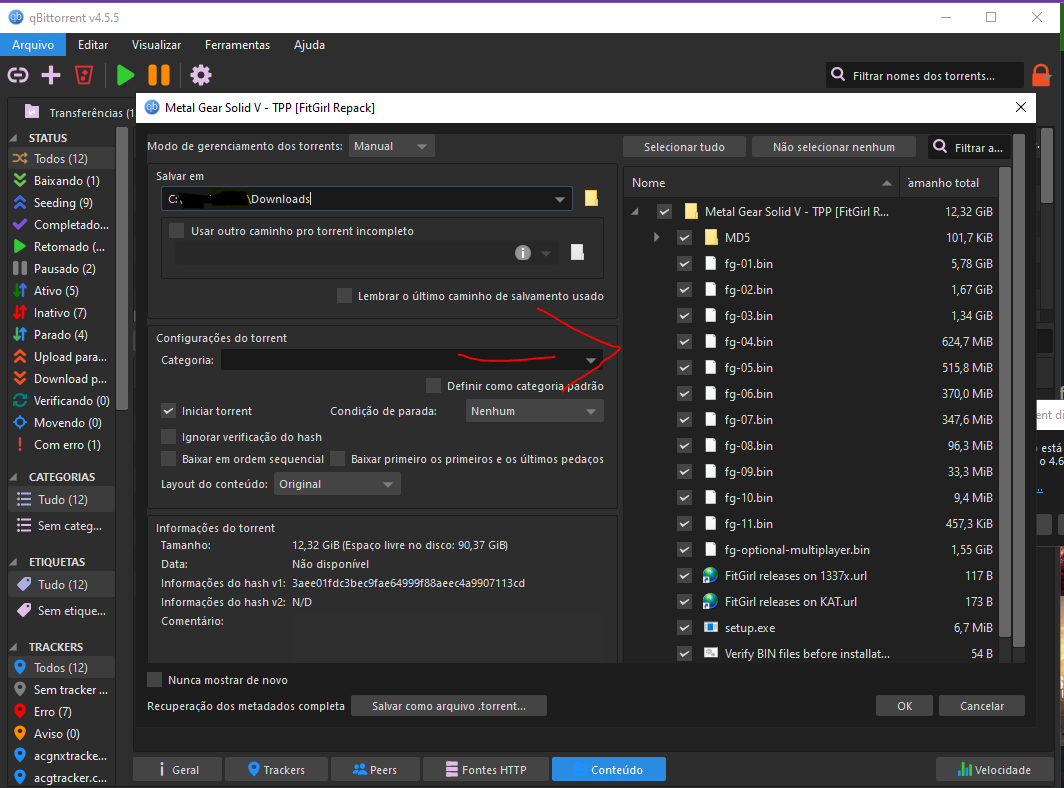 qBittorrent v4.5.5
Arquivo Editar Visualizar Ferramentas Ajuda
Filtrar nomes dos torrents...
Transferências (1
STATUS
Todos (12)
Baixando (1)
Seeding (9)
Completado...
Retomado (...
Pausado (2)
Ativo (5)
Inativo (7)
Parado (4)
Upload para...
Download p...
Verificando (0)
Movendo (0)
Com erro (1)
CATEGORIAS
Tudo (12)
Sem categ...
ETIQUETAS
Tudo (12)
Sem etique...
TRACKERS
Todos (12)
Sem tracker ...
Erro (7)
Aviso (0)
acgnxtracke...
acgtracker.c...
Metal Gear Solid V - TPP [FitGirl Repack]
Modo de gerenciamento dos torrents: Manual
Salvar em
C:\
\Downloads
Usar outro caminho pro torrent incompleto
Lembrar o último caminho de salvamento usado
Configurações do torrent
Categoria:
Definir como categoria padrão
Iniciar torrent Condição de parada: Nenhum
Ignorar verificação do hash
Baixar em ordem sequencial Baixar primeiro os primeiros e os últimos pedaços
Layout do conteúdo: Original
Informações do torrent
Tamanho: 12,32 GiB (Espaço livre no disco: 90,37 GiB)
Data: Não disponível
Informações do hash v1: 3aee01fdc3bec9fae64999f88aeec4a9907113cd
Informações do hash v2: N/D
Comentário:
Selecionar tudo Não selecionar nenhum Filtrar a...
Nome Tamanho total
Metal Gear Solid V - TPP [FitGirl R... 12,32 GiB
MD5 101,7 KiB
fg-01.bin 5,78 GiB
fg-02.bin 1,67 GiB
fg-03.bin 1,34 GiB
fg-04.bin 624,7 MiB
fg-05.bin 515,8 MiB
fg-06.bin 370,0 MiB
fg-07.bin 347,6 MiB
fg-08.bin 96,3 MiB
fg-09.bin 33,3 MiB
fg-10.bin 9,4 MiB
fg-11.bin 457,3 KiB
fg-optional-multiplayer.bin 1,55 GiB
FitGirl releases on 1337x.url 117 B
FitGirl releases on KAT.url 173 B
setup.exe 6,7 MiB
Verify BIN files before installat... 54 B
Nunca mostrar de novo
Recuperação dos metadados completa Salvar como arquivo .torrent... OK Cancelar
Geral Trackers Peers Fontes HTTP Conteúdo Velocidade
ent di
está
o 4.6